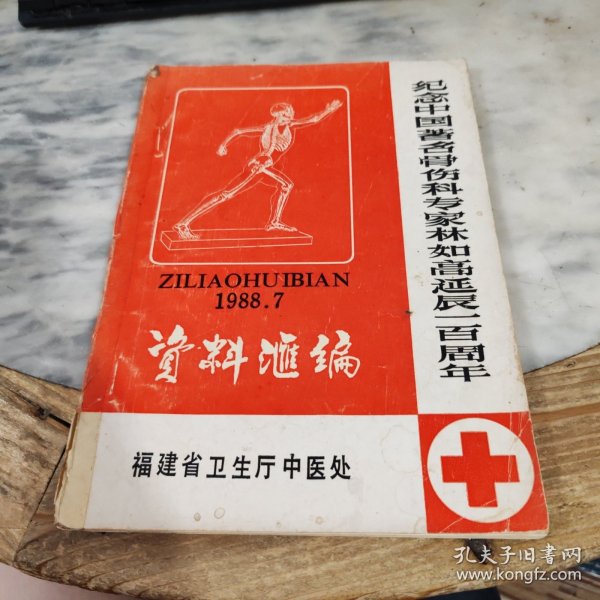 纪念中国著名骨伤科专家林如高延辰一百周年
ZILIAOHUIBIAN
1988.7
资料汇编
福建省卫生厅中医处
孔夫子旧书网
www.kongfz.com